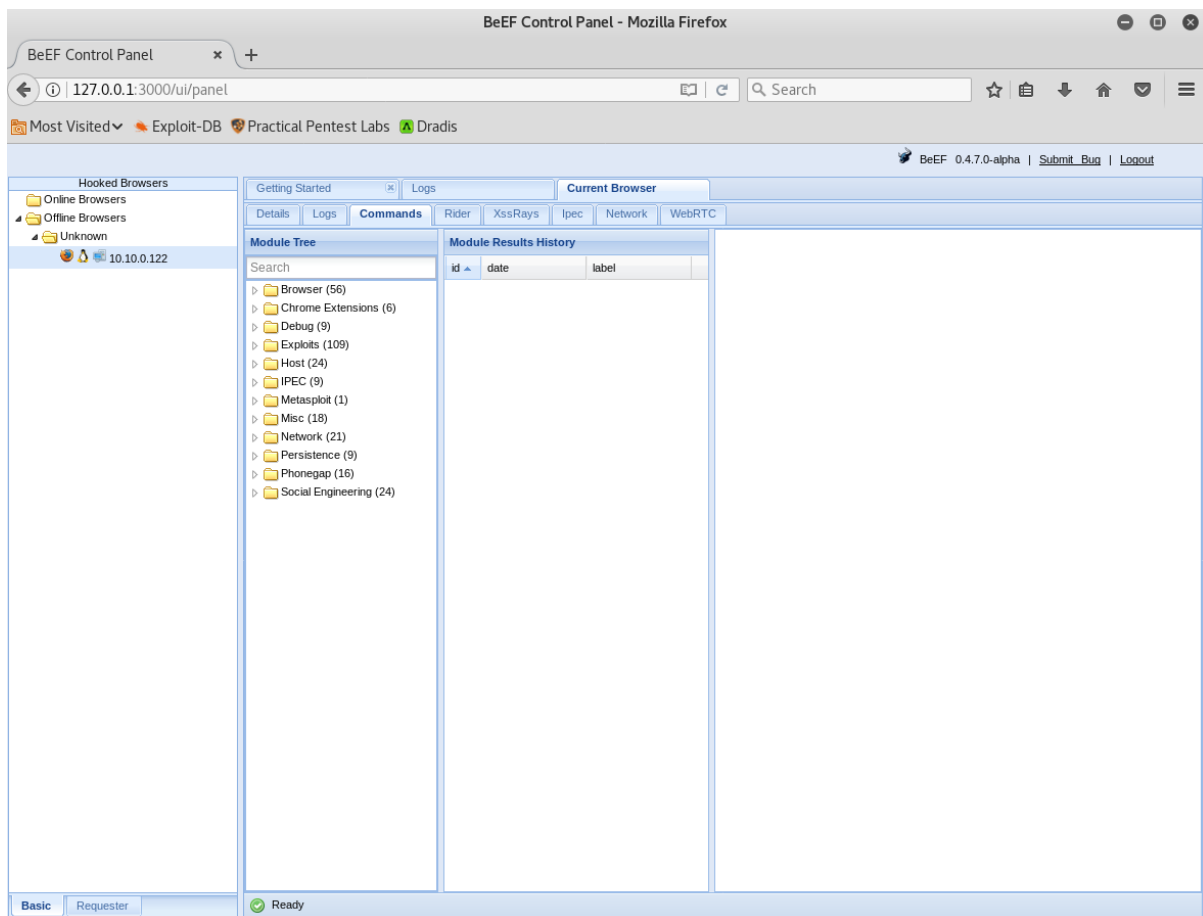 BeEF Control Panel - Mozilla Firefox
BeEF Control Panel
127.0.0.1:3000/ui/panel
Search
Most Visited Exploit-DB Practical Pentest Labs Dradis
BeEF 0.4.7.0-alpha | Submit Bug | Logout
Hooked Browsers
Online Browsers
Offline Browsers
Unknown
10.10.0.122
Getting Started Logs Current Browser
Details Logs Commands Rider XssRays Ipec Network WebRTC
Module Tree
Search
Browser (56)
Chrome Extensions (6)
Debug (9)
Exploits (109)
Host (24)
IPEC (9)
Metasploit (1)
Misc (18)
Network (21)
Persistence (9)
Phonegap (16)
Social Engineering (24)
Module Results History
id date label
Basic Requester
Ready